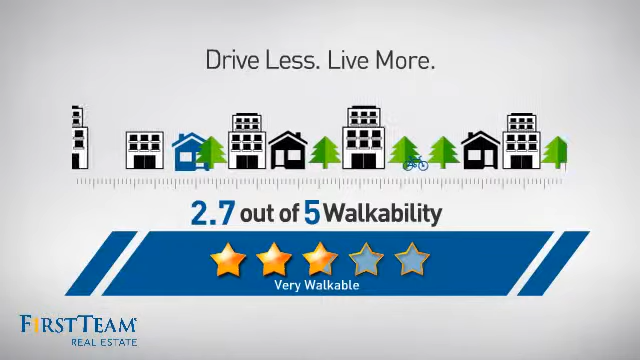 Drive Less. Live More.
2.7 out of 5 Walkability
Very Walkable
FIRSTTEAM®
REAL ESTATE